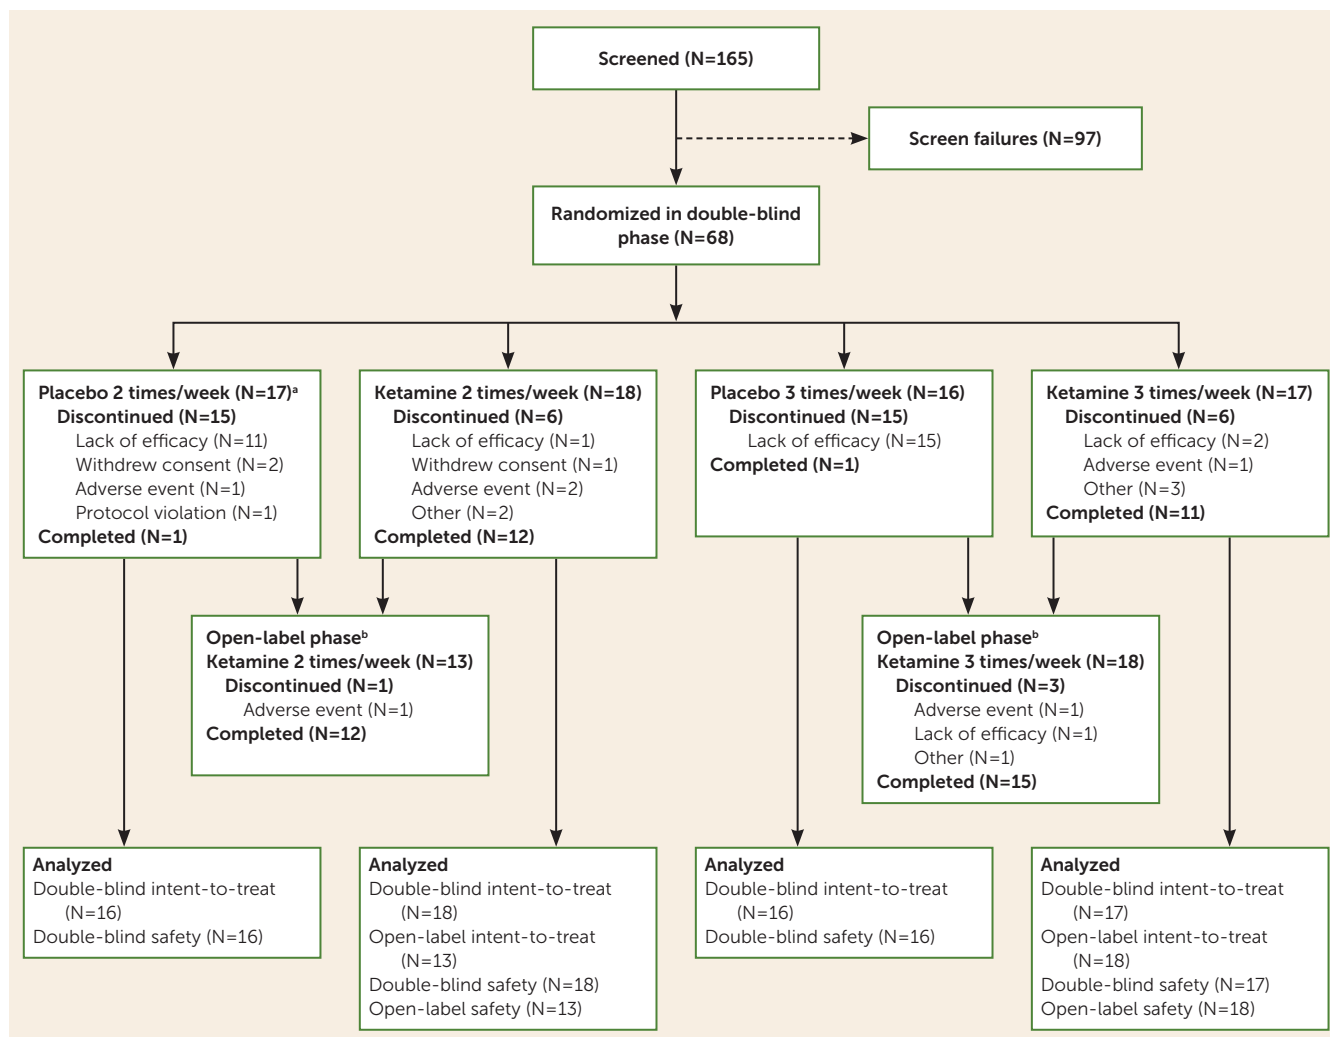 Screened (N=165)
Screen failures (N=97)
Randomized in double-blind
phase (N=68)
Placebo 2 times/week (N=17)ᵃ
Discontinued (N=15)
Lack of efficacy (N=11)
Withdrew consent (N=2)
Adverse event (N=1)
Protocol violation (N=1)
Completed (N=1)
Ketamine 2 times/week (N=18)
Discontinued (N=6)
Lack of efficacy (N=1)
Withdrew consent (N=1)
Adverse event (N=2)
Other (N=2)
Completed (N=12)
Placebo 3 times/week (N=16)
Discontinued (N=15)
Lack of efficacy (N=15)
Completed (N=1)
Ketamine 3 times/week (N=17)
Discontinued (N=6)
Lack of efficacy (N=2)
Adverse event (N=1)
Other (N=3)
Completed (N=11)
Open-label phaseᵇ
Ketamine 2 times/week (N=13)
Discontinued (N=1)
Adverse event (N=1)
Completed (N=12)
Open-label phaseᵇ
Ketamine 3 times/week (N=18)
Discontinued (N=3)
Adverse event (N=1)
Lack of efficacy (N=1)
Other (N=1)
Completed (N=15)
Analyzed
Double-blind intent-to-treat
(N=16)
Double-blind safety (N=16)
Analyzed
Double-blind intent-to-treat
(N=18)
Open-label intent-to-treat
(N=13)
Double-blind safety (N=18)
Open-label safety (N=13)
Analyzed
Double-blind intent-to-treat
(N=16)
Double-blind safety (N=16)
Analyzed
Double-blind intent-to-treat
(N=17)
Open-label intent-to-treat
(N=18)
Double-blind safety (N=17)
Open-label safety (N=18)